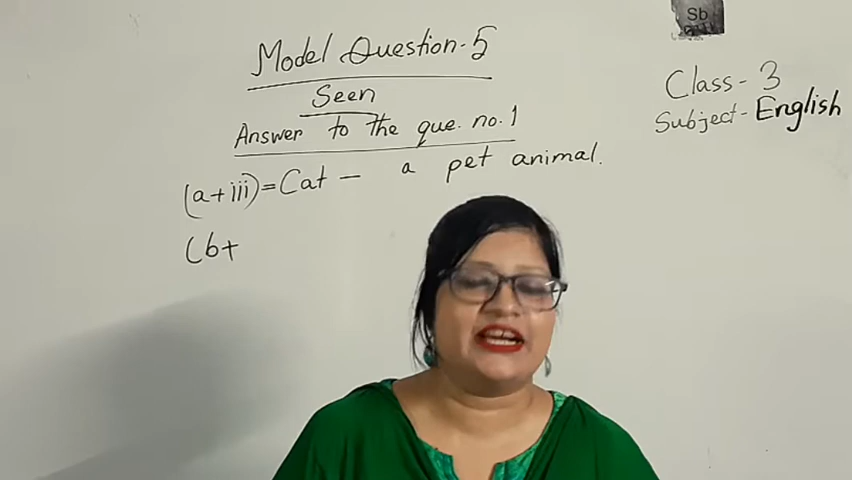 Model Question-5
Seen
Answer to the que. no. 1
(a+iii)=Cat — a pet animal.
(b+
Class-3
Subject-English
Sb